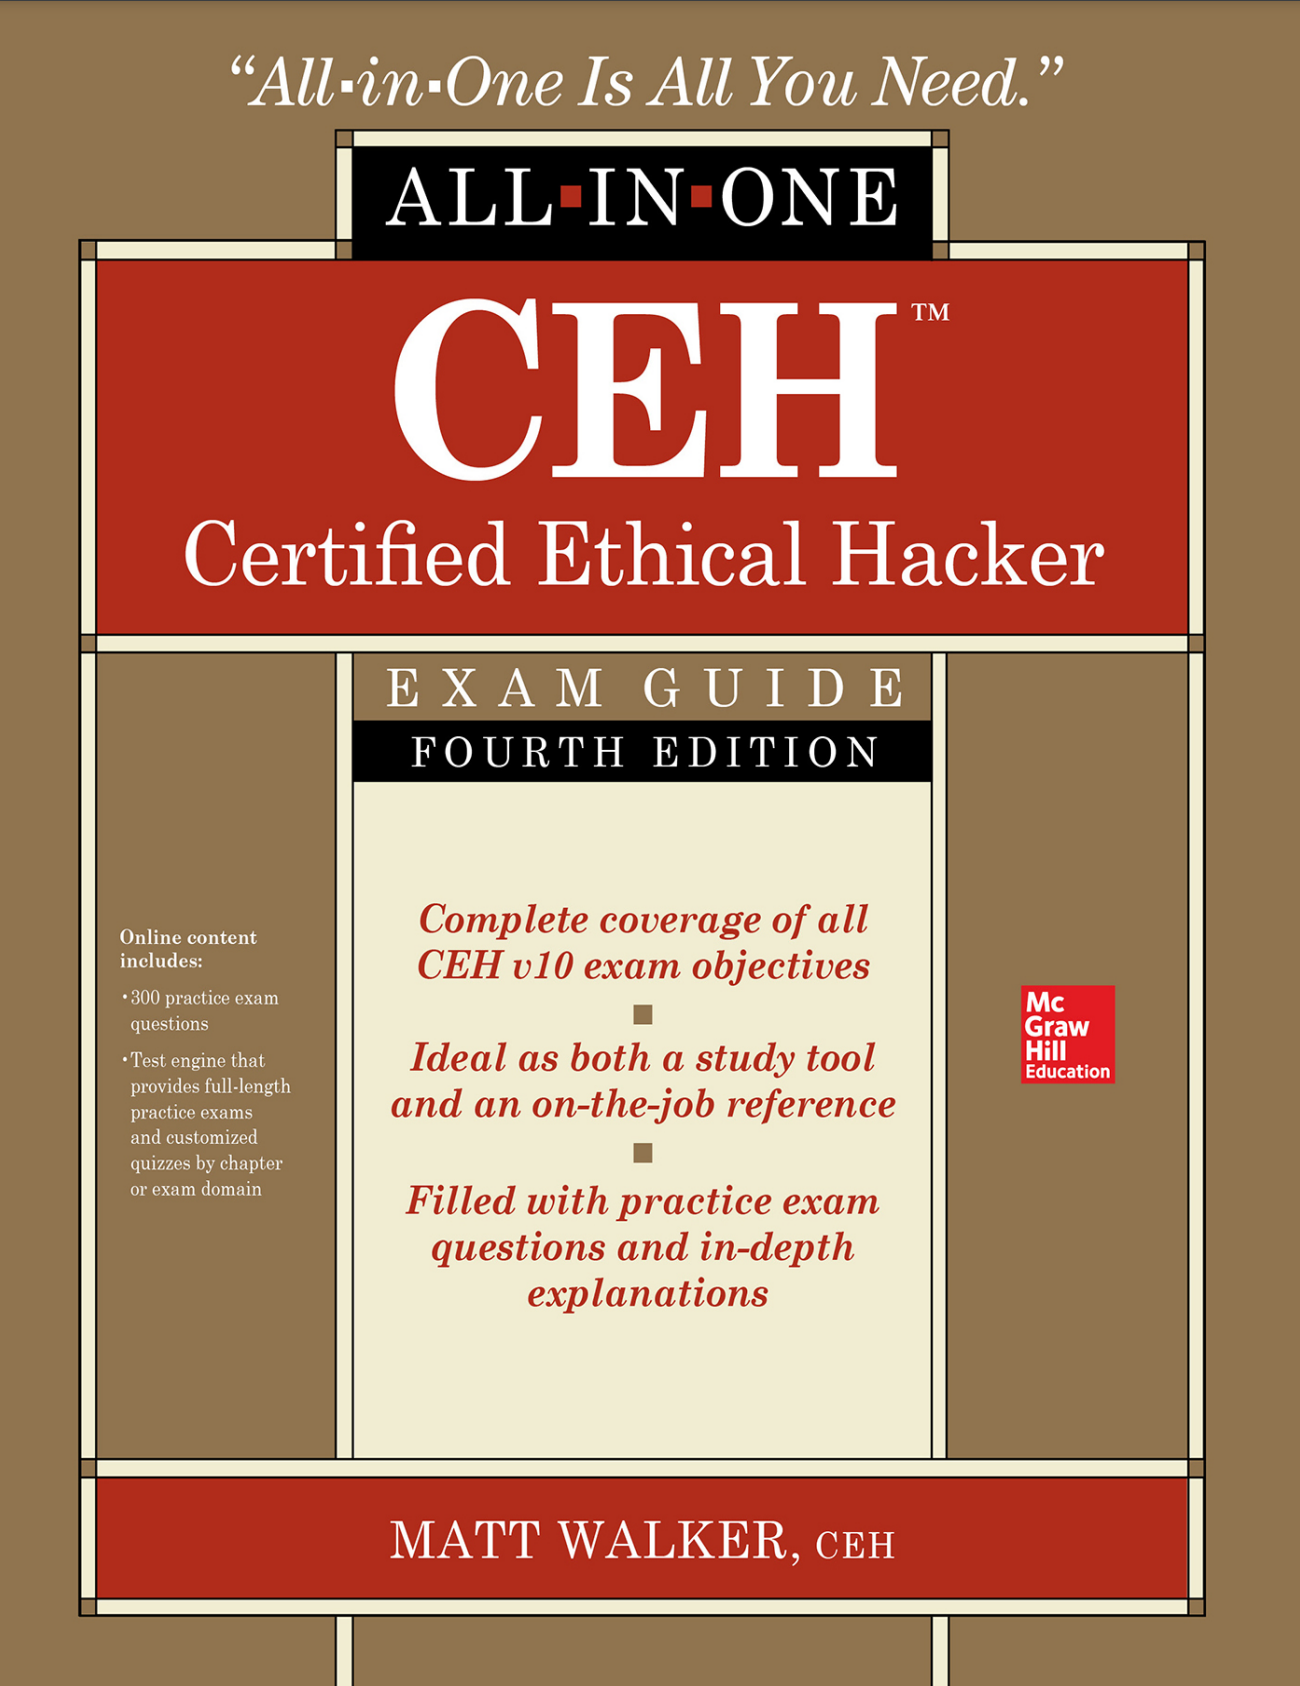 “All▪in▪One Is All You Need.”
ALL▪IN▪ONE
CEH™
Certified Ethical Hacker
EXAM GUIDE
FOURTH EDITION
Online content
includes:
•300 practice exam
questions
•Test engine that
provides full-length
practice exams
and customized
quizzes by chapter
or exam domain
Complete coverage of all
CEH v10 exam objectives
■
Ideal as both a study tool
and an on-the-job reference
■
Filled with practice exam
questions and in-depth
explanations
Mc
Graw
Hill
Education
MATT WALKER, CEH